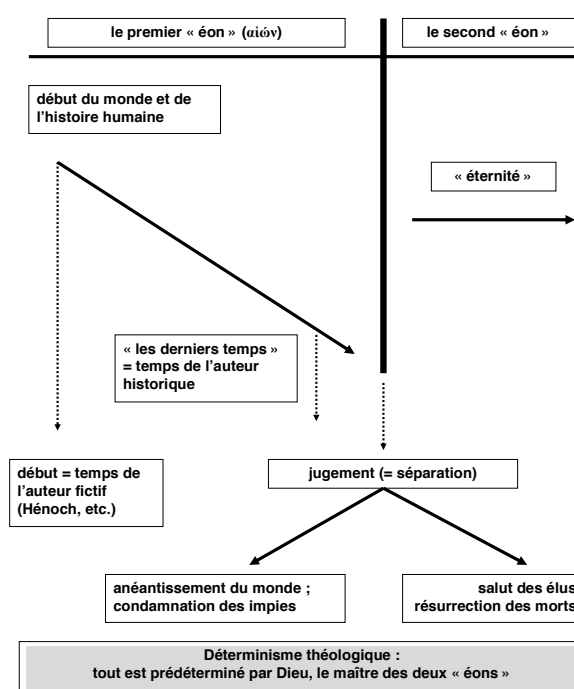 le premier « éon » (αἰών)
le second « éon »
début du monde et de
l’histoire humaine
« éternité »
« les derniers temps »
= temps de l’auteur
historique
début = temps de
l’auteur fictif
(Hénoch, etc.)
jugement (= séparation)
anéantissement du monde ;
condamnation des impies
salut des élus
résurrection des morts
Déterminisme théologique :
tout est prédéterminé par Dieu, le maître des deux « éons »